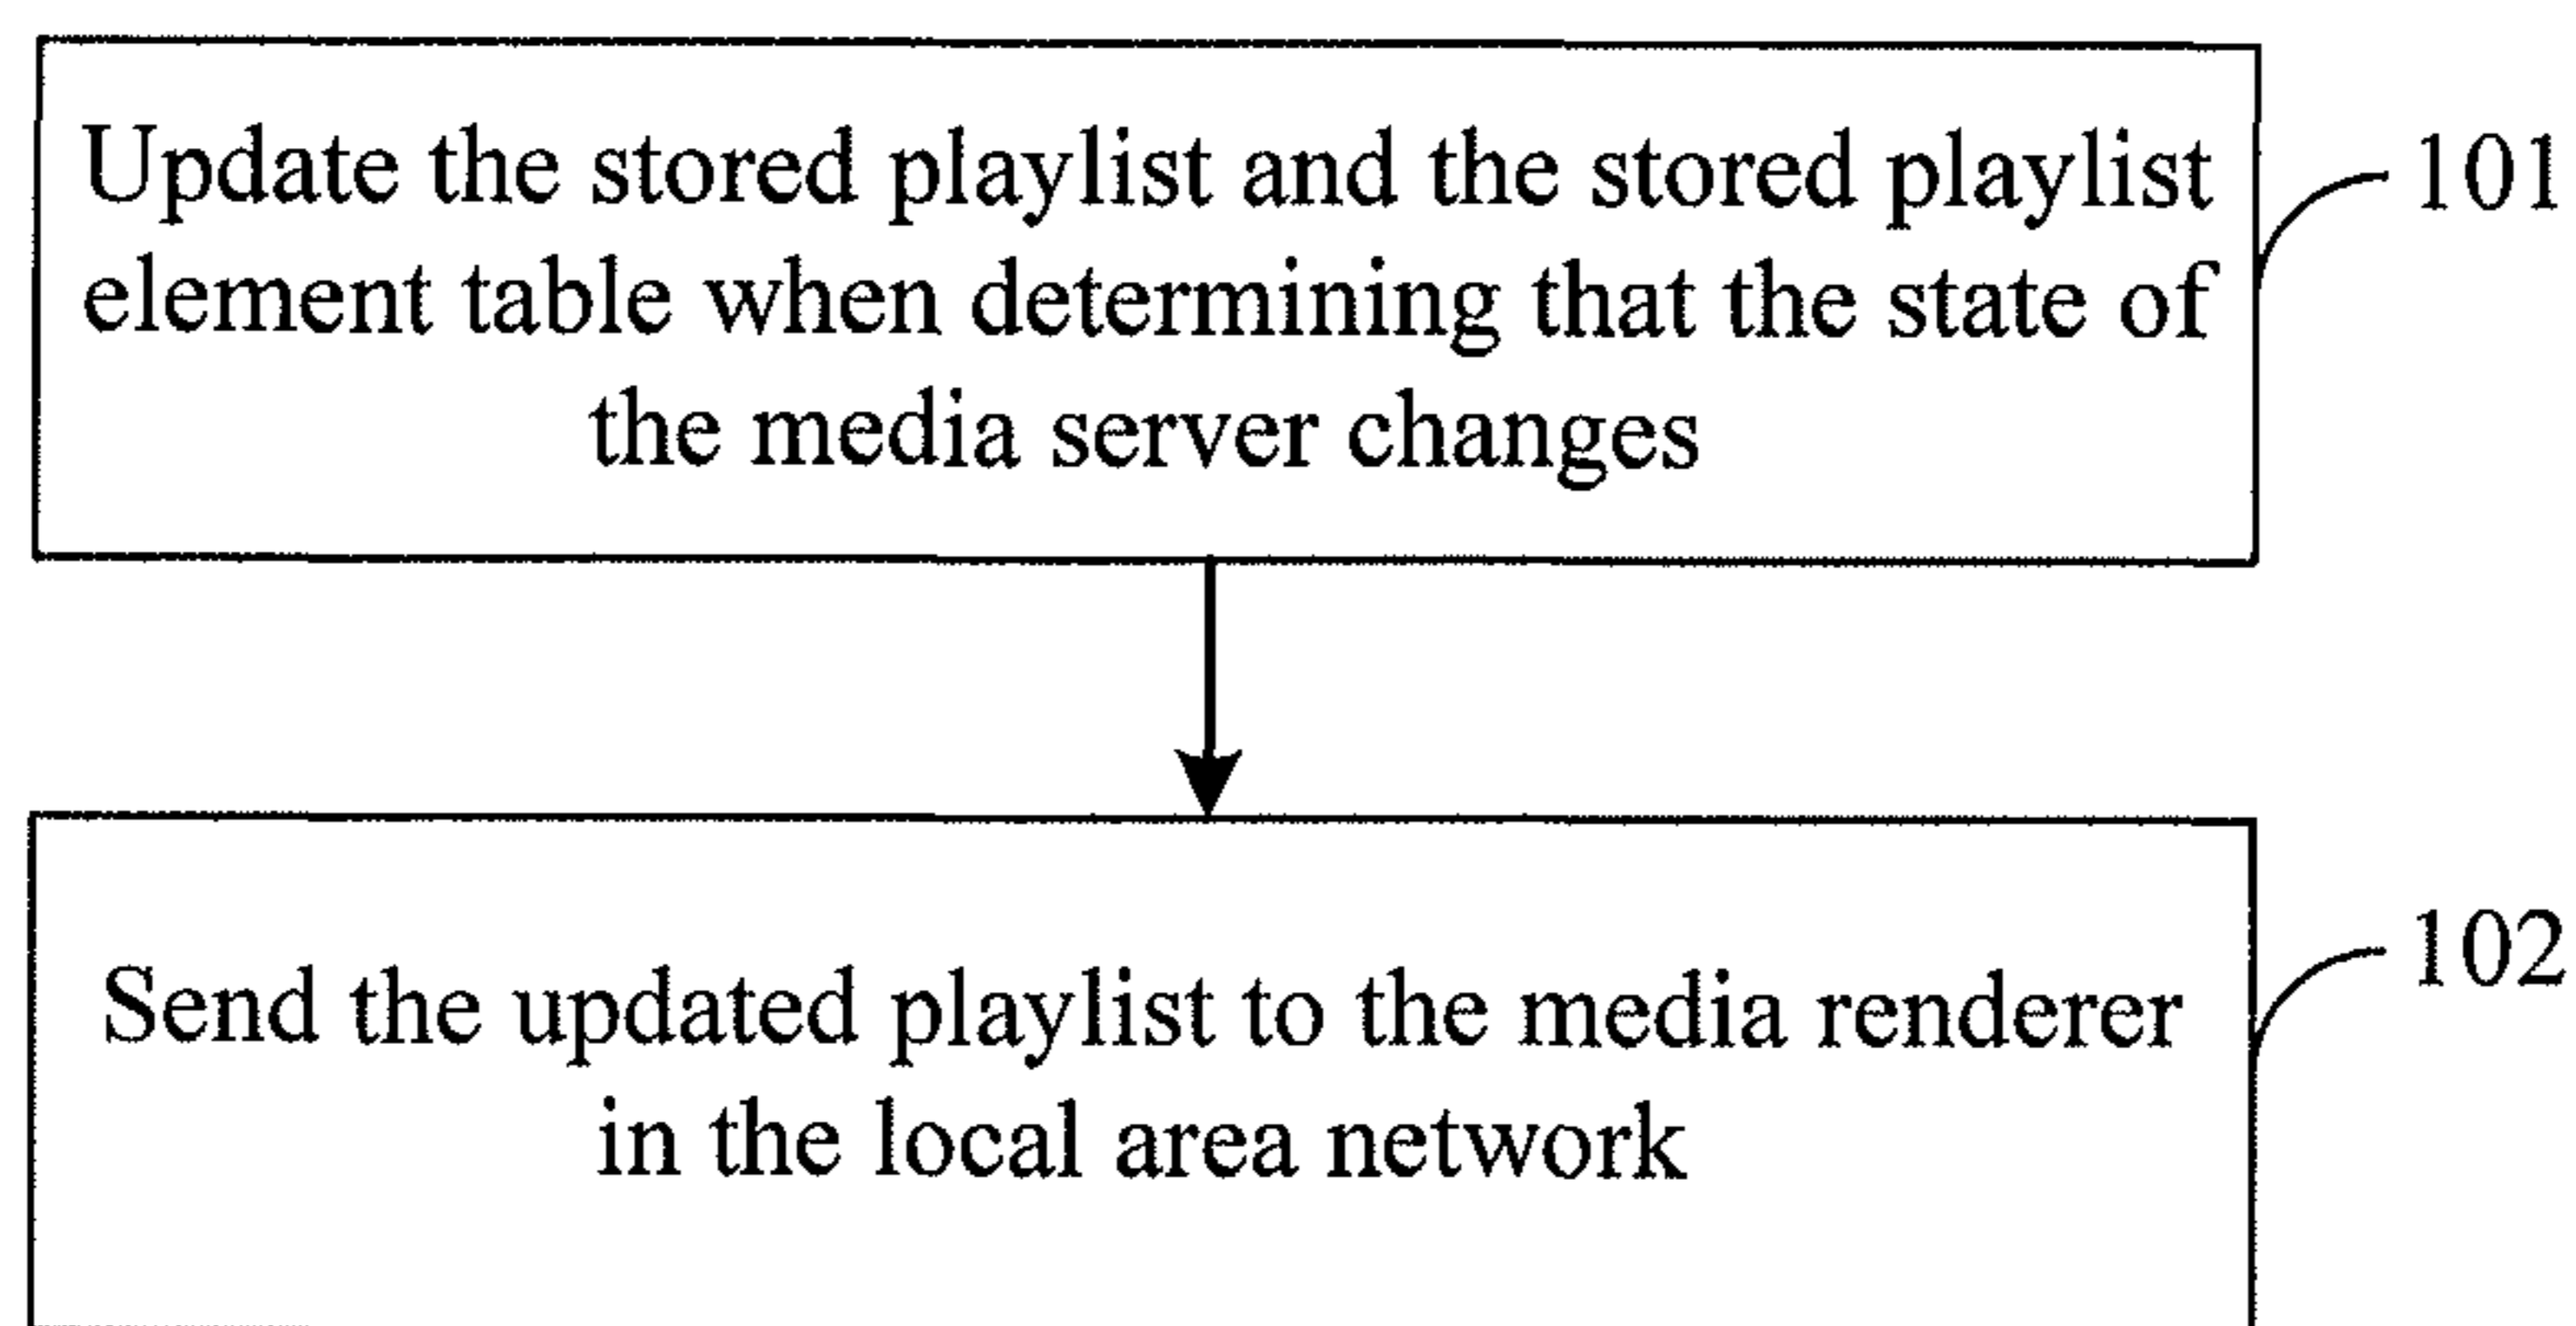 Update the stored playlist and the stored playlist
101
element table when determining that the state of
the media server changes
Send the updated playlist to the media renderer
102
in the local area network